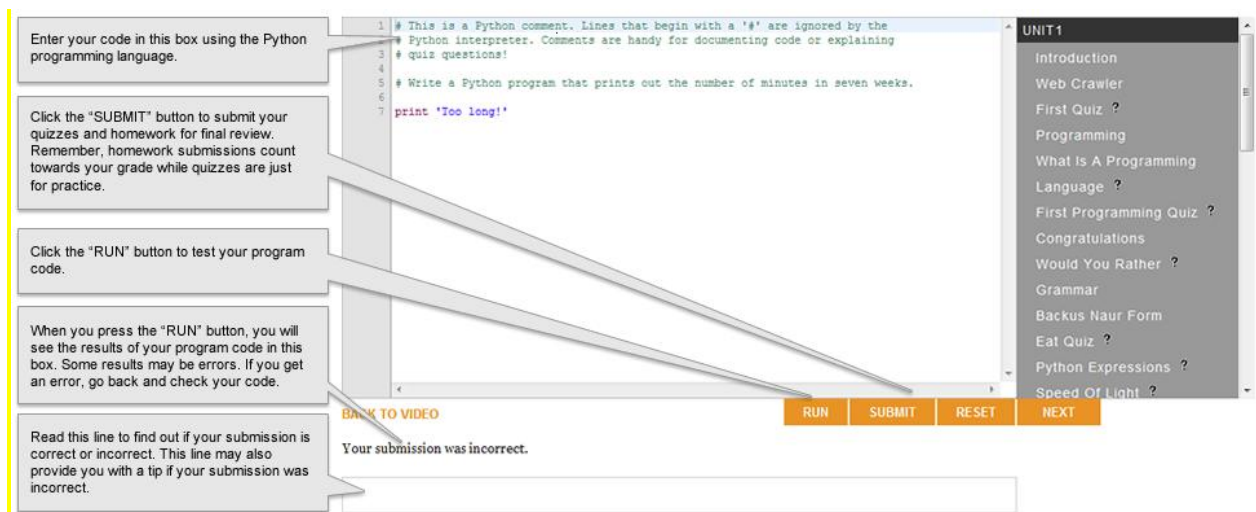 Enter your code in this box using the Python
programming language.
Click the “SUBMIT” button to submit your
quizzes and homework for final review.
Remember, homework submissions count
towards your grade while quizzes are just
for practice.
Click the “RUN” button to test your program
code.
When you press the “RUN” button, you will
see the results of your program code in this
box. Some results may be errors. If you get
an error, go back and check your code.
Read this line to find out if your submission is
correct or incorrect. This line may also
provide you with a tip if your submission was
incorrect.
1 # This is a Python comment. Lines that begin with a '#' are ignored by the
# Python interpreter. Comments are handy for documenting code or explaining
3 # quiz questions!
4
5 # Write a Python program that prints out the number of minutes in seven weeks.
6
7 print 'Too long!'
BACK TO VIDEO
RUN SUBMIT RESET NEXT
Your submission was incorrect.
UNIT1
Introduction
Web Crawler
First Quiz ?
Programming
What Is A Programming
Language ?
First Programming Quiz ?
Congratulations
Would You Rather ?
Grammar
Backus Naur Form
Eat Quiz ?
Python Expressions ?
Speed Of Light ?